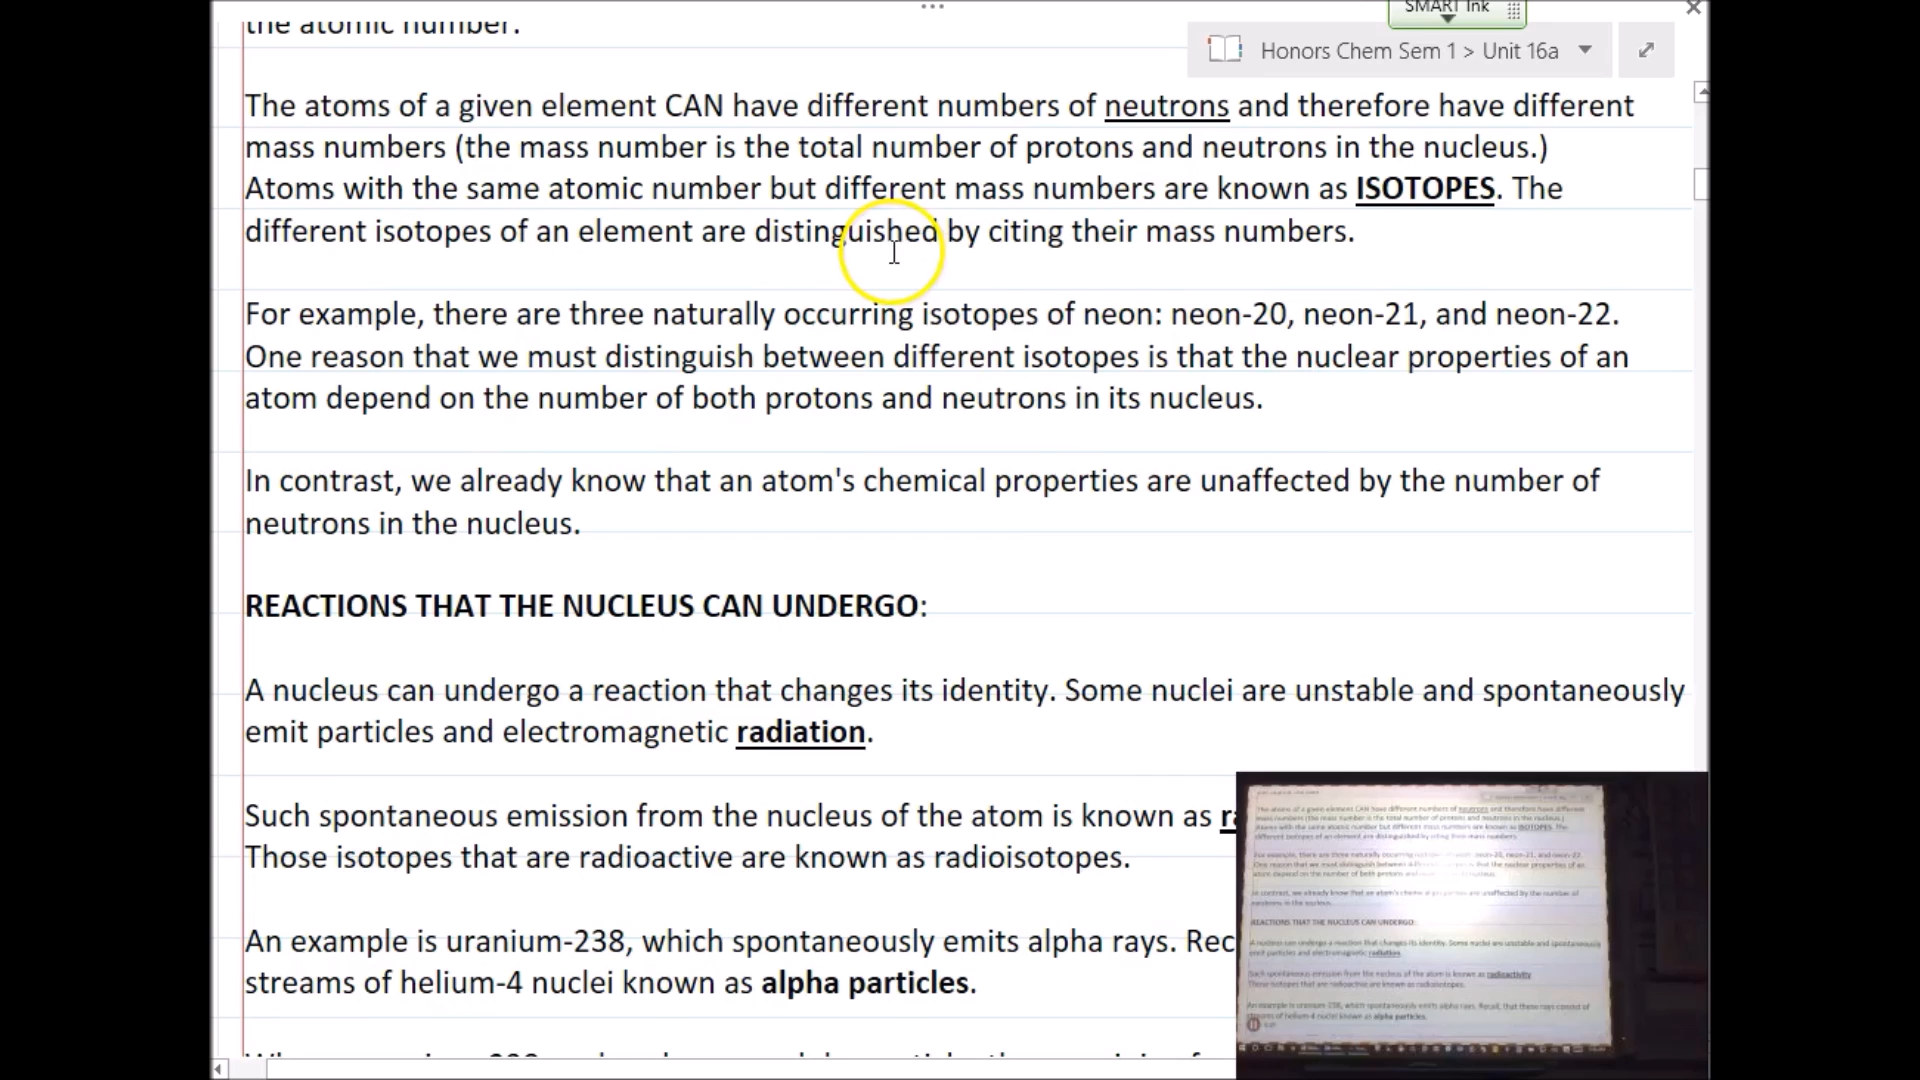 the atomic number.
SMART Ink
Honors Chem Sem 1 > Unit 16a
The atoms of a given element CAN have different numbers of neutrons and therefore have different
mass numbers (the mass number is the total number of protons and neutrons in the nucleus.)
Atoms with the same atomic number but different mass numbers are known as ISOTOPES. The
different isotopes of an element are distinguished by citing their mass numbers.
For example, there are three naturally occurring isotopes of neon: neon-20, neon-21, and neon-22.
One reason that we must distinguish between different isotopes is that the nuclear properties of an
atom depend on the number of both protons and neutrons in its nucleus.
In contrast, we already know that an atom's chemical properties are unaffected by the number of
neutrons in the nucleus.
REACTIONS THAT THE NUCLEUS CAN UNDERGO:
A nucleus can undergo a reaction that changes its identity. Some nuclei are unstable and spontaneously
emit particles and electromagnetic radiation.
Such spontaneous emission from the nucleus of the atom is known as
Those isotopes that are radioactive are known as radioisotopes.
An example is uranium-238, which spontaneously emits alpha rays. Rec
streams of helium-4 nuclei known as alpha particles.